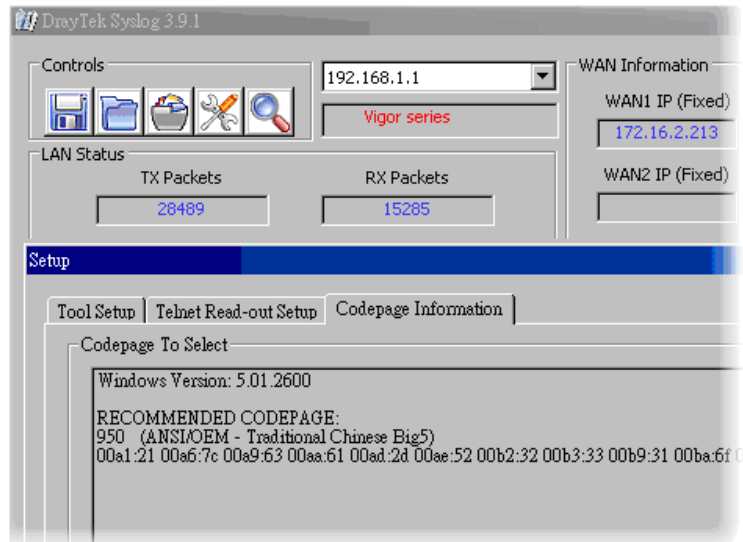 DrayTek Syslog 3.9.1
Controls
192.168.1.1
WAN Information
Vigor series
WAN1 IP (Fixed)
172.16.2.213
LAN Status
TX Packets
RX Packets
WAN2 IP (Fixed)
28489
15285
Setup
Tool Setup
Telnet Read-out Setup
Codepage Information
Codepage To Select
Windows Version: 5.01.2600
RECOMMENDED CODEPAGE:
950 (ANSI/OEM - Traditional Chinese Big5)
00a1:21 00a6:7c 00a9:63 00aa:61 00ad:2d 00ae:52 00b2:32 00b3:33 00b9:31 00ba:6f